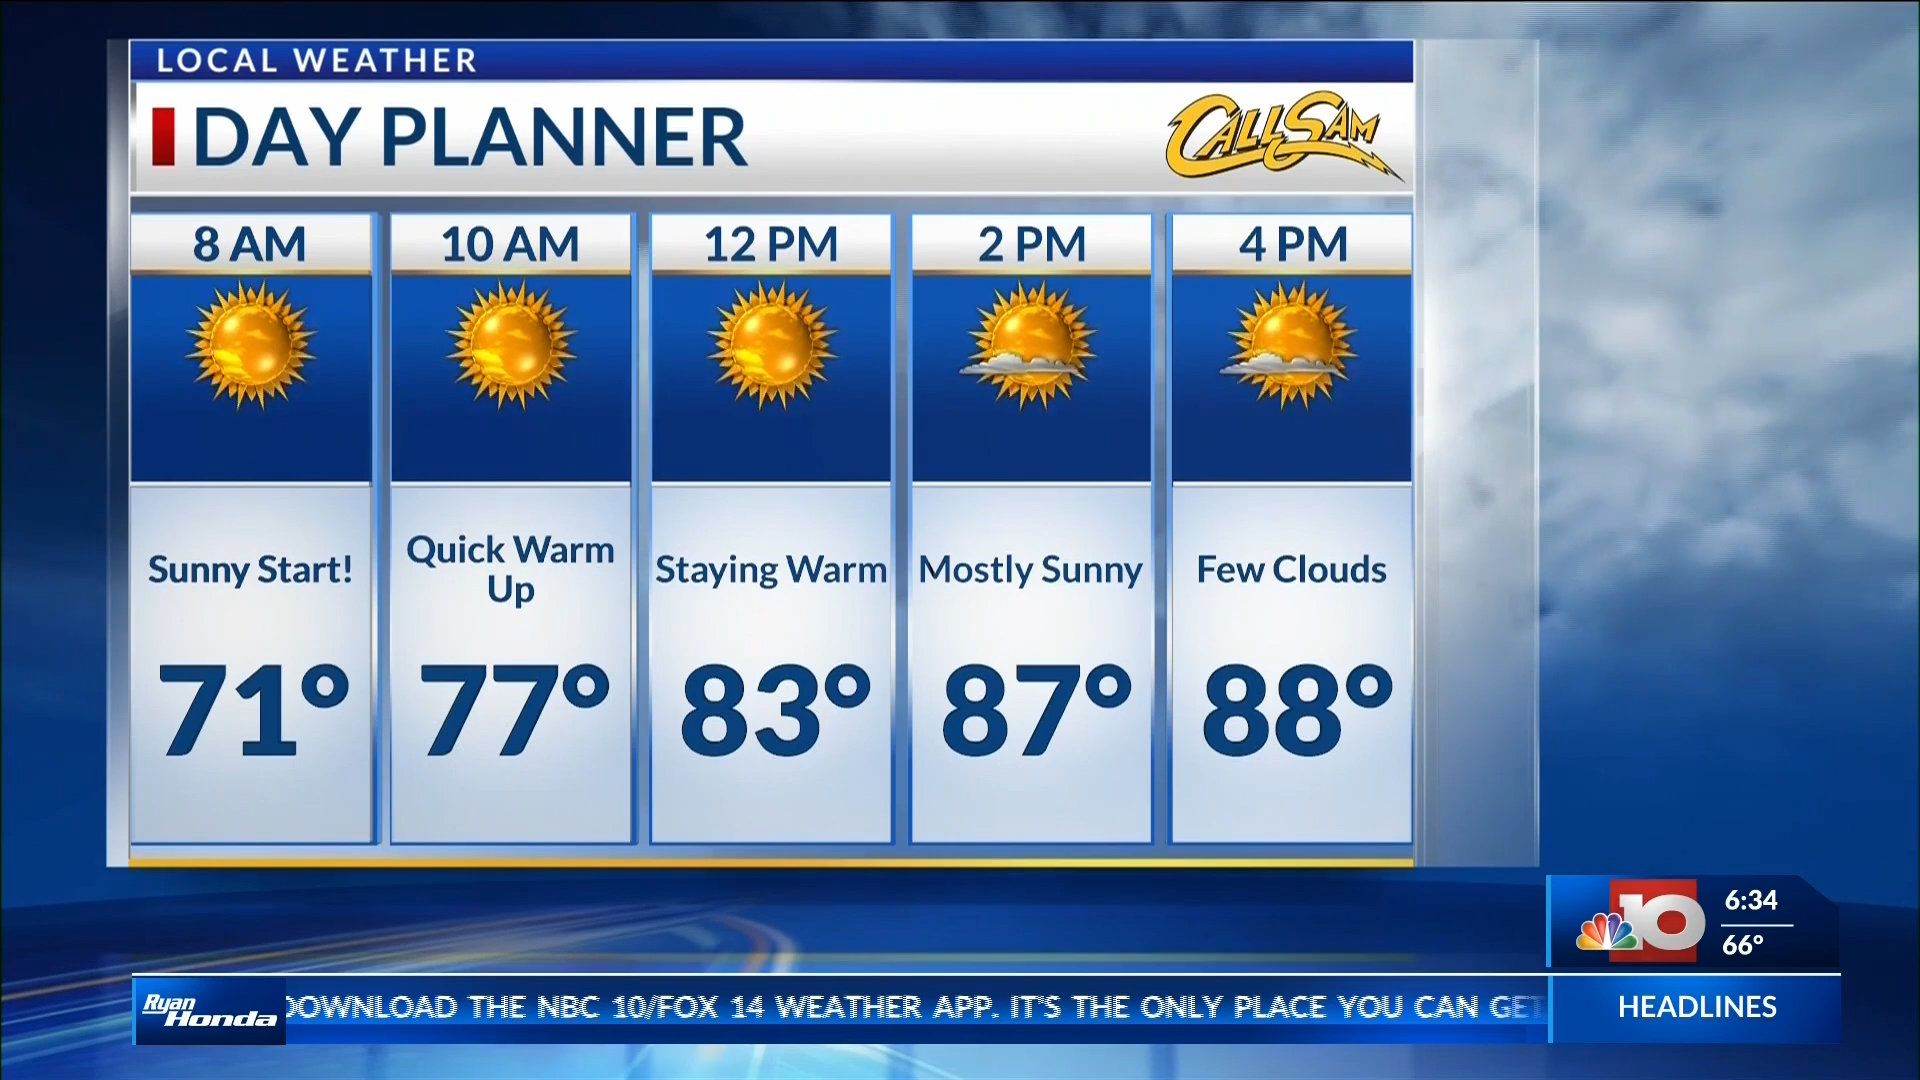 LOCAL WEATHER
DAY PLANNER
CALL SAM
8 AM
10 AM
12 PM
2 PM
4 PM
Sunny Start!
Quick Warm
Up
Staying Warm
Mostly Sunny
Few Clouds
71°
77°
83°
87°
88°
10
6:34
66°
Ryan
Honda
DOWNLOAD THE NBC 10/FOX 14 WEATHER APP. IT'S THE ONLY PLACE YOU CAN GET
HEADLINES